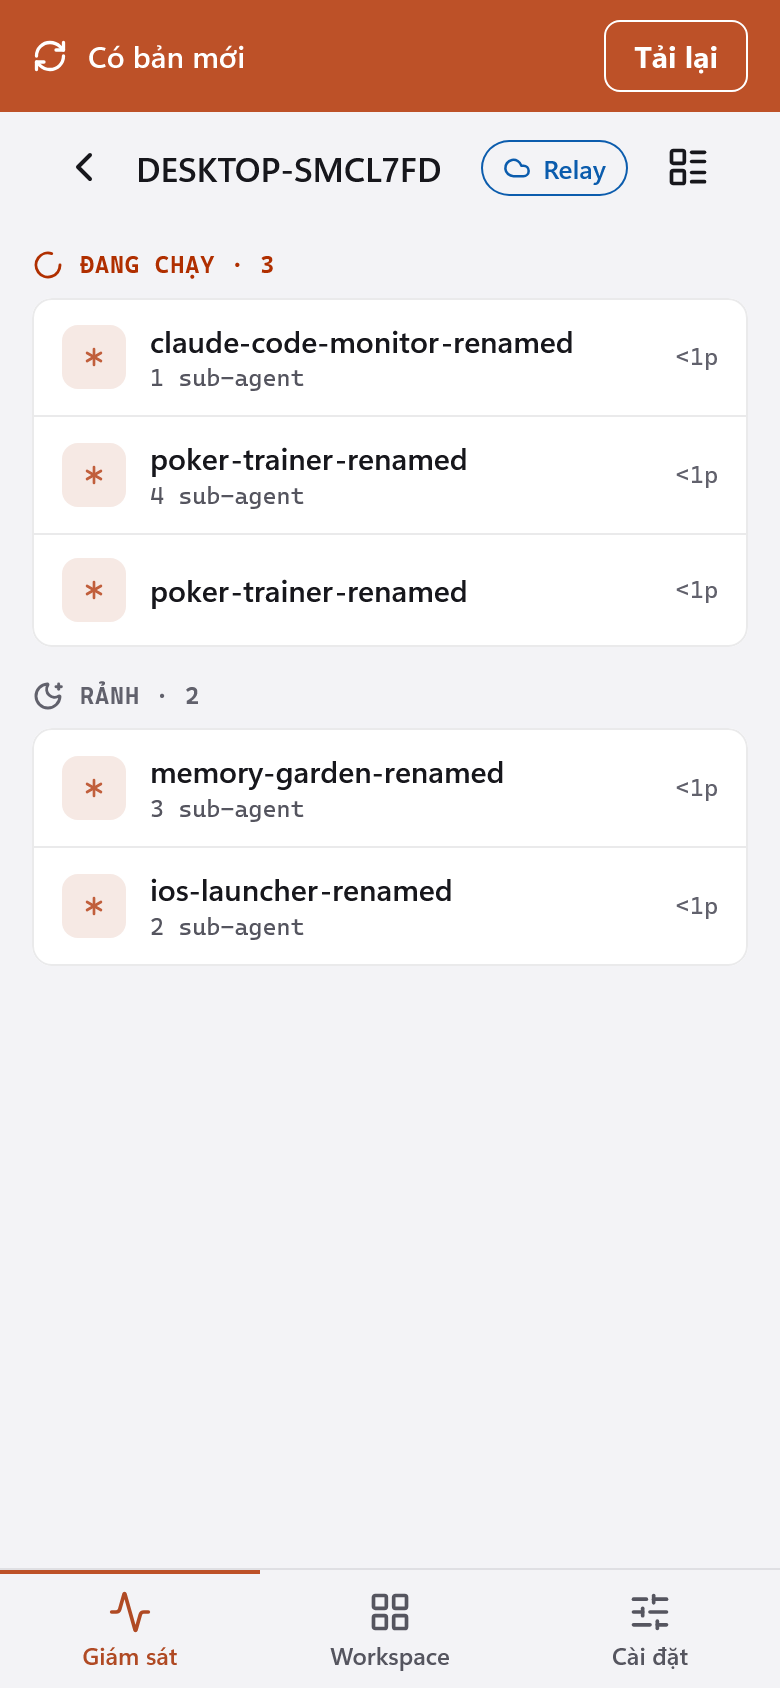 Có bản mới
Tải lại
DESKTOP-SMCL7FD
Relay
ĐANG CHẠY · 3
claude-code-monitor-renamed
1 sub-agent
<1p
poker-trainer-renamed
4 sub-agent
<1p
poker-trainer-renamed
<1p
RẢNH · 2
memory-garden-renamed
3 sub-agent
<1p
ios-launcher-renamed
2 sub-agent
<1p
Giám sát
Workspace
Cài đặt